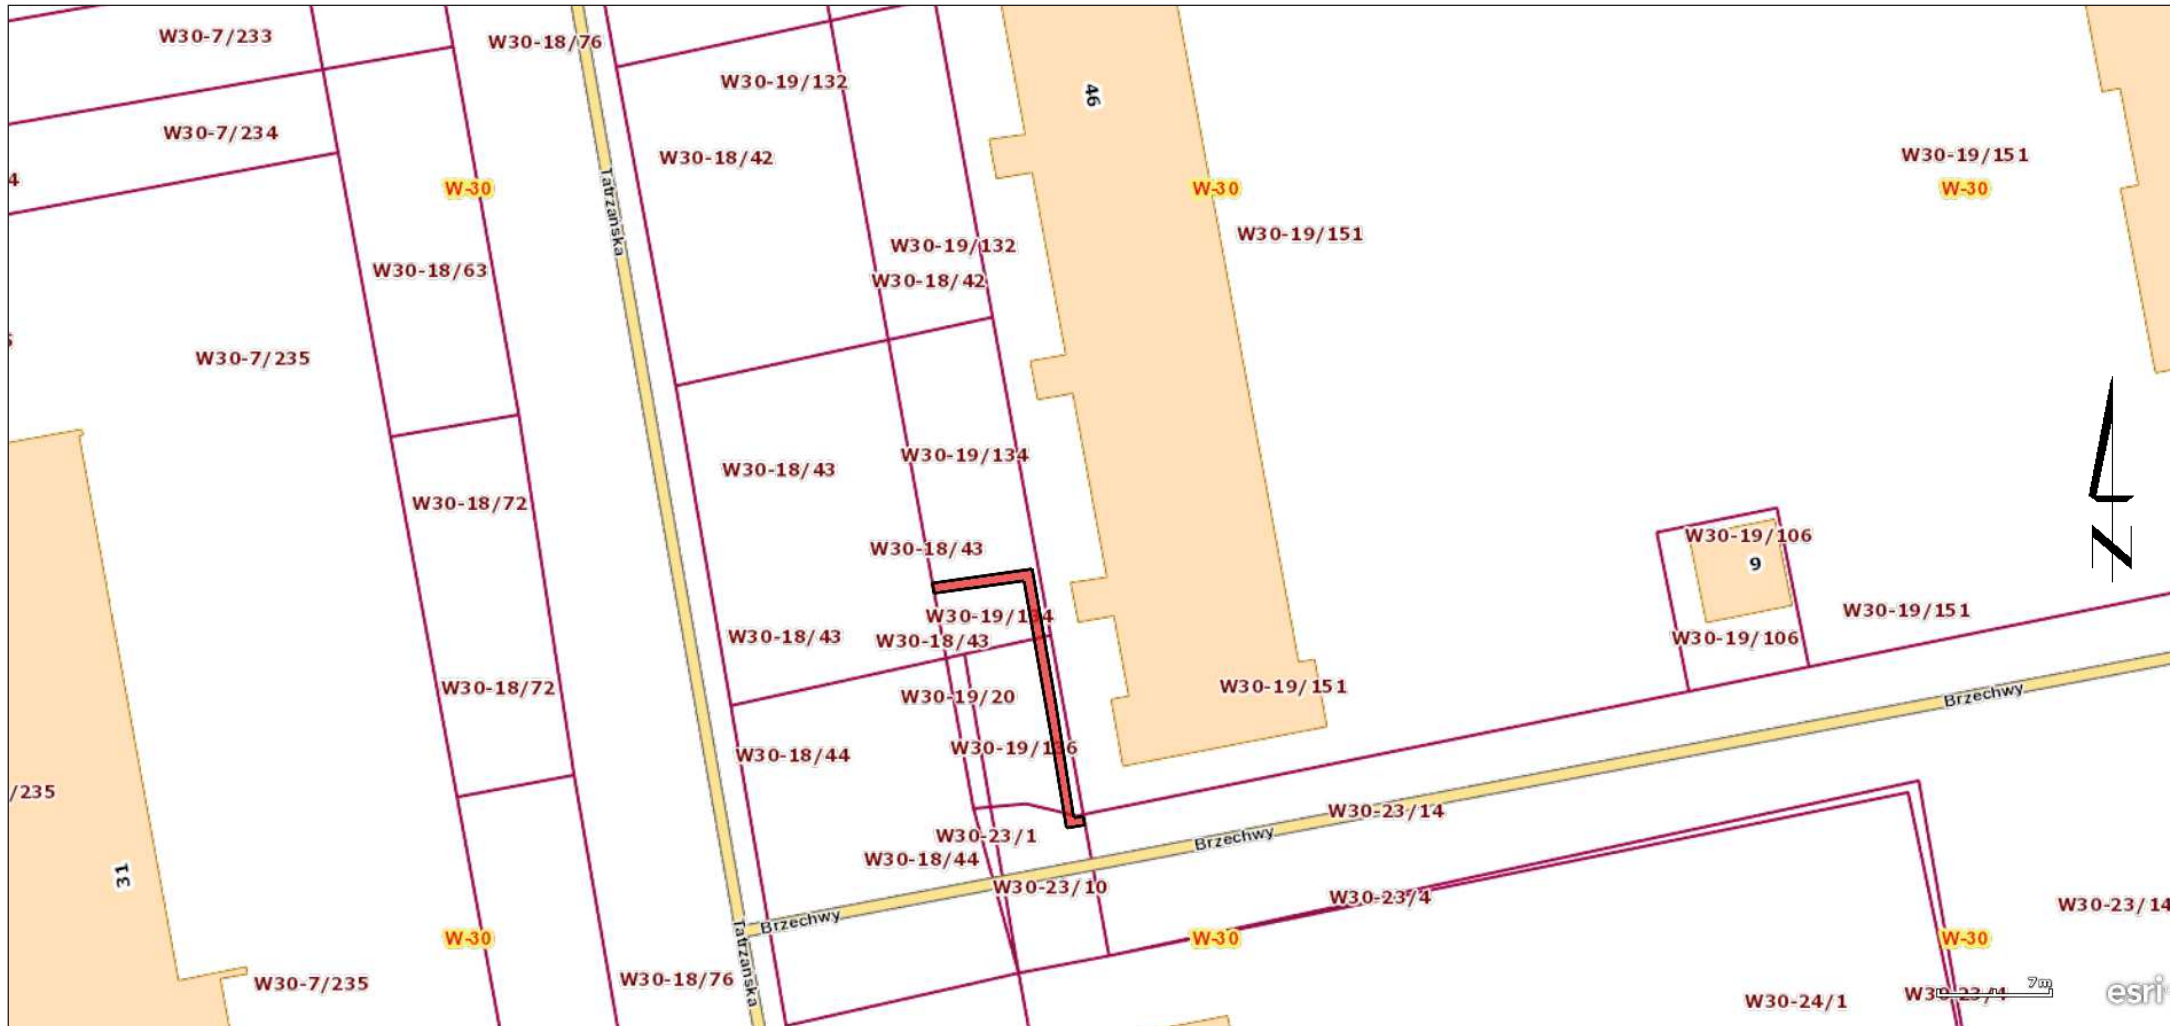 W30-7/233
W30-18/76
W30-19/132
46
W30-7/234
W30-18/42
W30-19/151
4
W-30
W-30
W-30
Tatrzańska
W30-19/151
W30-19/132
W30-18/63
W30-18/42
W30-7/235
W30-19/134
W30-18/43
W30-18/72
W30-19/106
W30-18/43
9
N
W30-19/151
W30-19/134
W30-18/43
W30-18/43
W30-19/106
W30-18/72
W30-19/20
W30-19/151
Brzechwy
W30-19/136
W30-18/44
/235
W30-23/14
W30-23/1
Brzechwy
W30-18/44
31
W30-23/10
W30-23/4
W30-23/14
Brzechwy
Tatrzańska
W-30
W-30
W-30
W30-18/76
W30-7/235
7m
W30-23/4
esri
W30-24/1